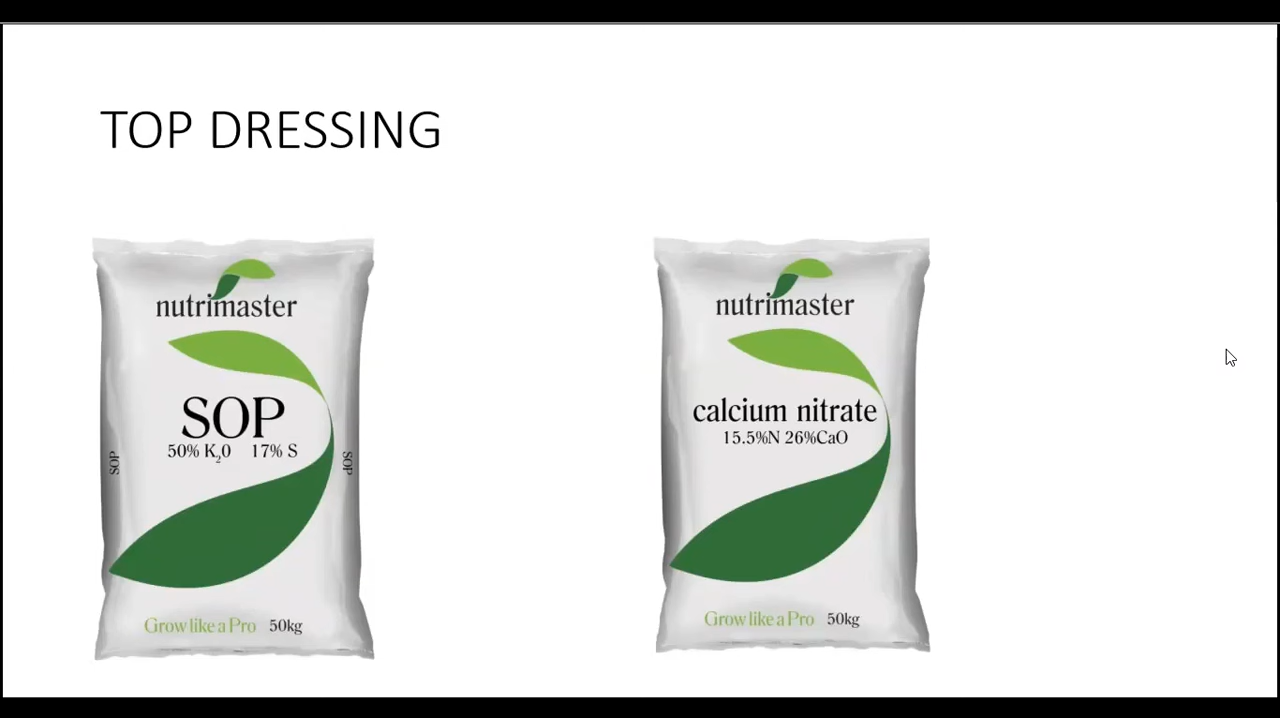 TOP DRESSING
nutrimaster
SOP
50% K₂0 17% S
SOP
SOP
Grow like a Pro 50kg
nutrimaster
calcium nitrate
15.5%N 26%CaO
Grow like a Pro 50kg